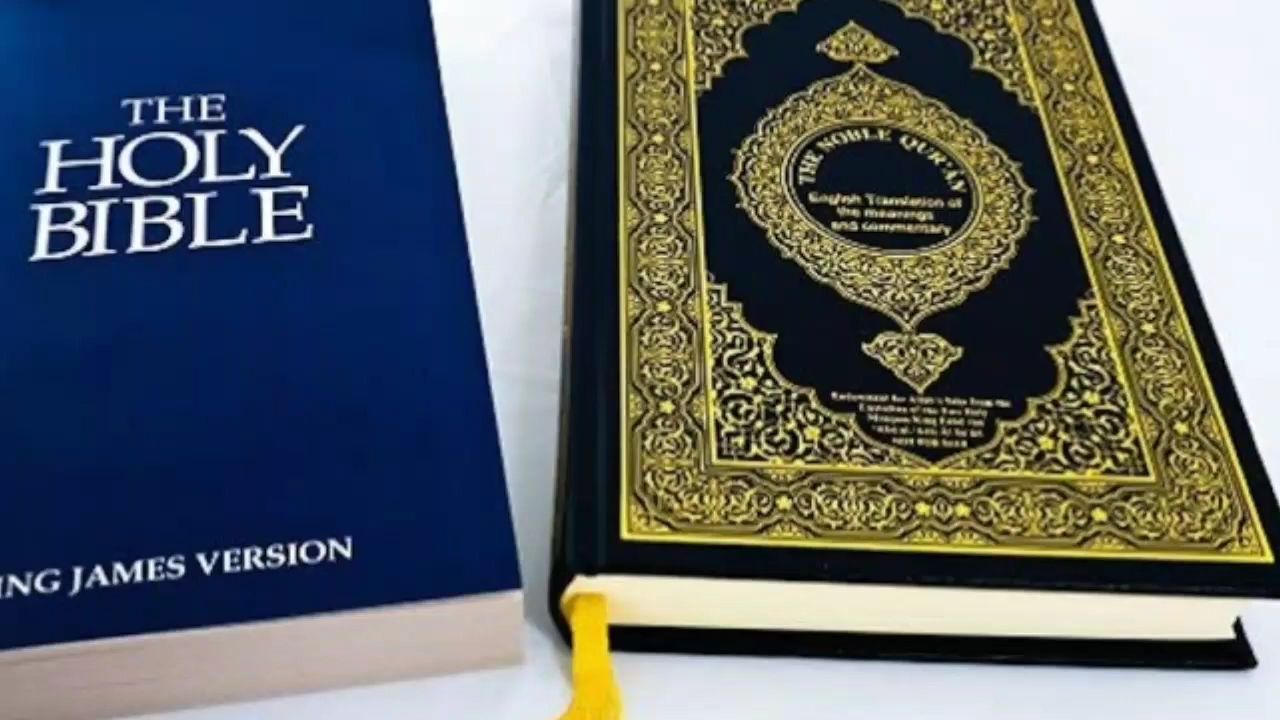 THE
HOLY
BIBLE
ING JAMES VERSION
THE NOBLE QUR'AN
English Translation of
the meanings
and commentary